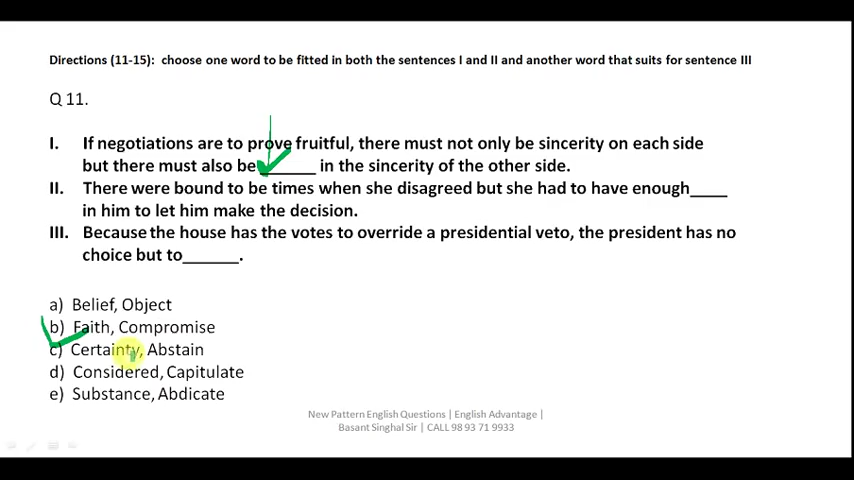 Directions (11-15): choose one word to be fitted in both the sentences I and II and another word that suits for sentence III
Q 11.
I. If negotiations are to prove fruitful, there must not only be sincerity on each side
but there must also be______ in the sincerity of the other side.
II. There were bound to be times when she disagreed but she had to have enough____
in him to let him make the decision.
III. Because the house has the votes to override a presidential veto, the president has no
choice but to______.
a) Belief, Object
b) Faith, Compromise
c) Certainty, Abstain
d) Considered, Capitulate
e) Substance, Abdicate
New Pattern English Questions | English Advantage |
Basant Singhal Sir | CALL 98 93 71 9933